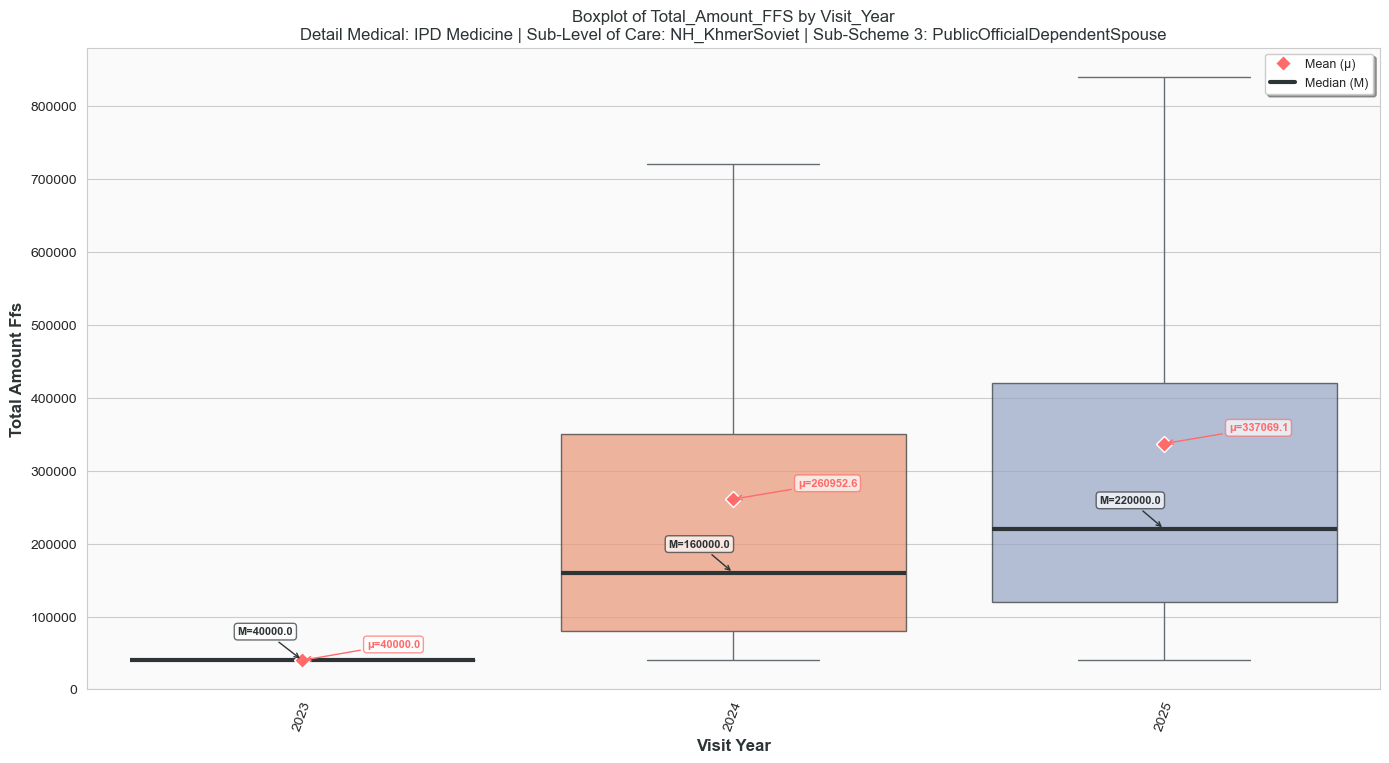 Boxplot of Total_Amount_FFS by Visit_Year
Detail Medical: IPD Medicine | Sub-Level of Care: NH_KhmerSoviet | Sub-Scheme 3: PublicOfficialDependentSpouse
Mean (μ)
Median (M)
Total Amount Ffs
800000
700000
600000
500000
400000
300000
200000
100000
0
M=40000.0
μ=40000.0
M=160000.0
μ=260952.6
M=220000.0
μ=337069.1
2023
2024
2025
Visit Year